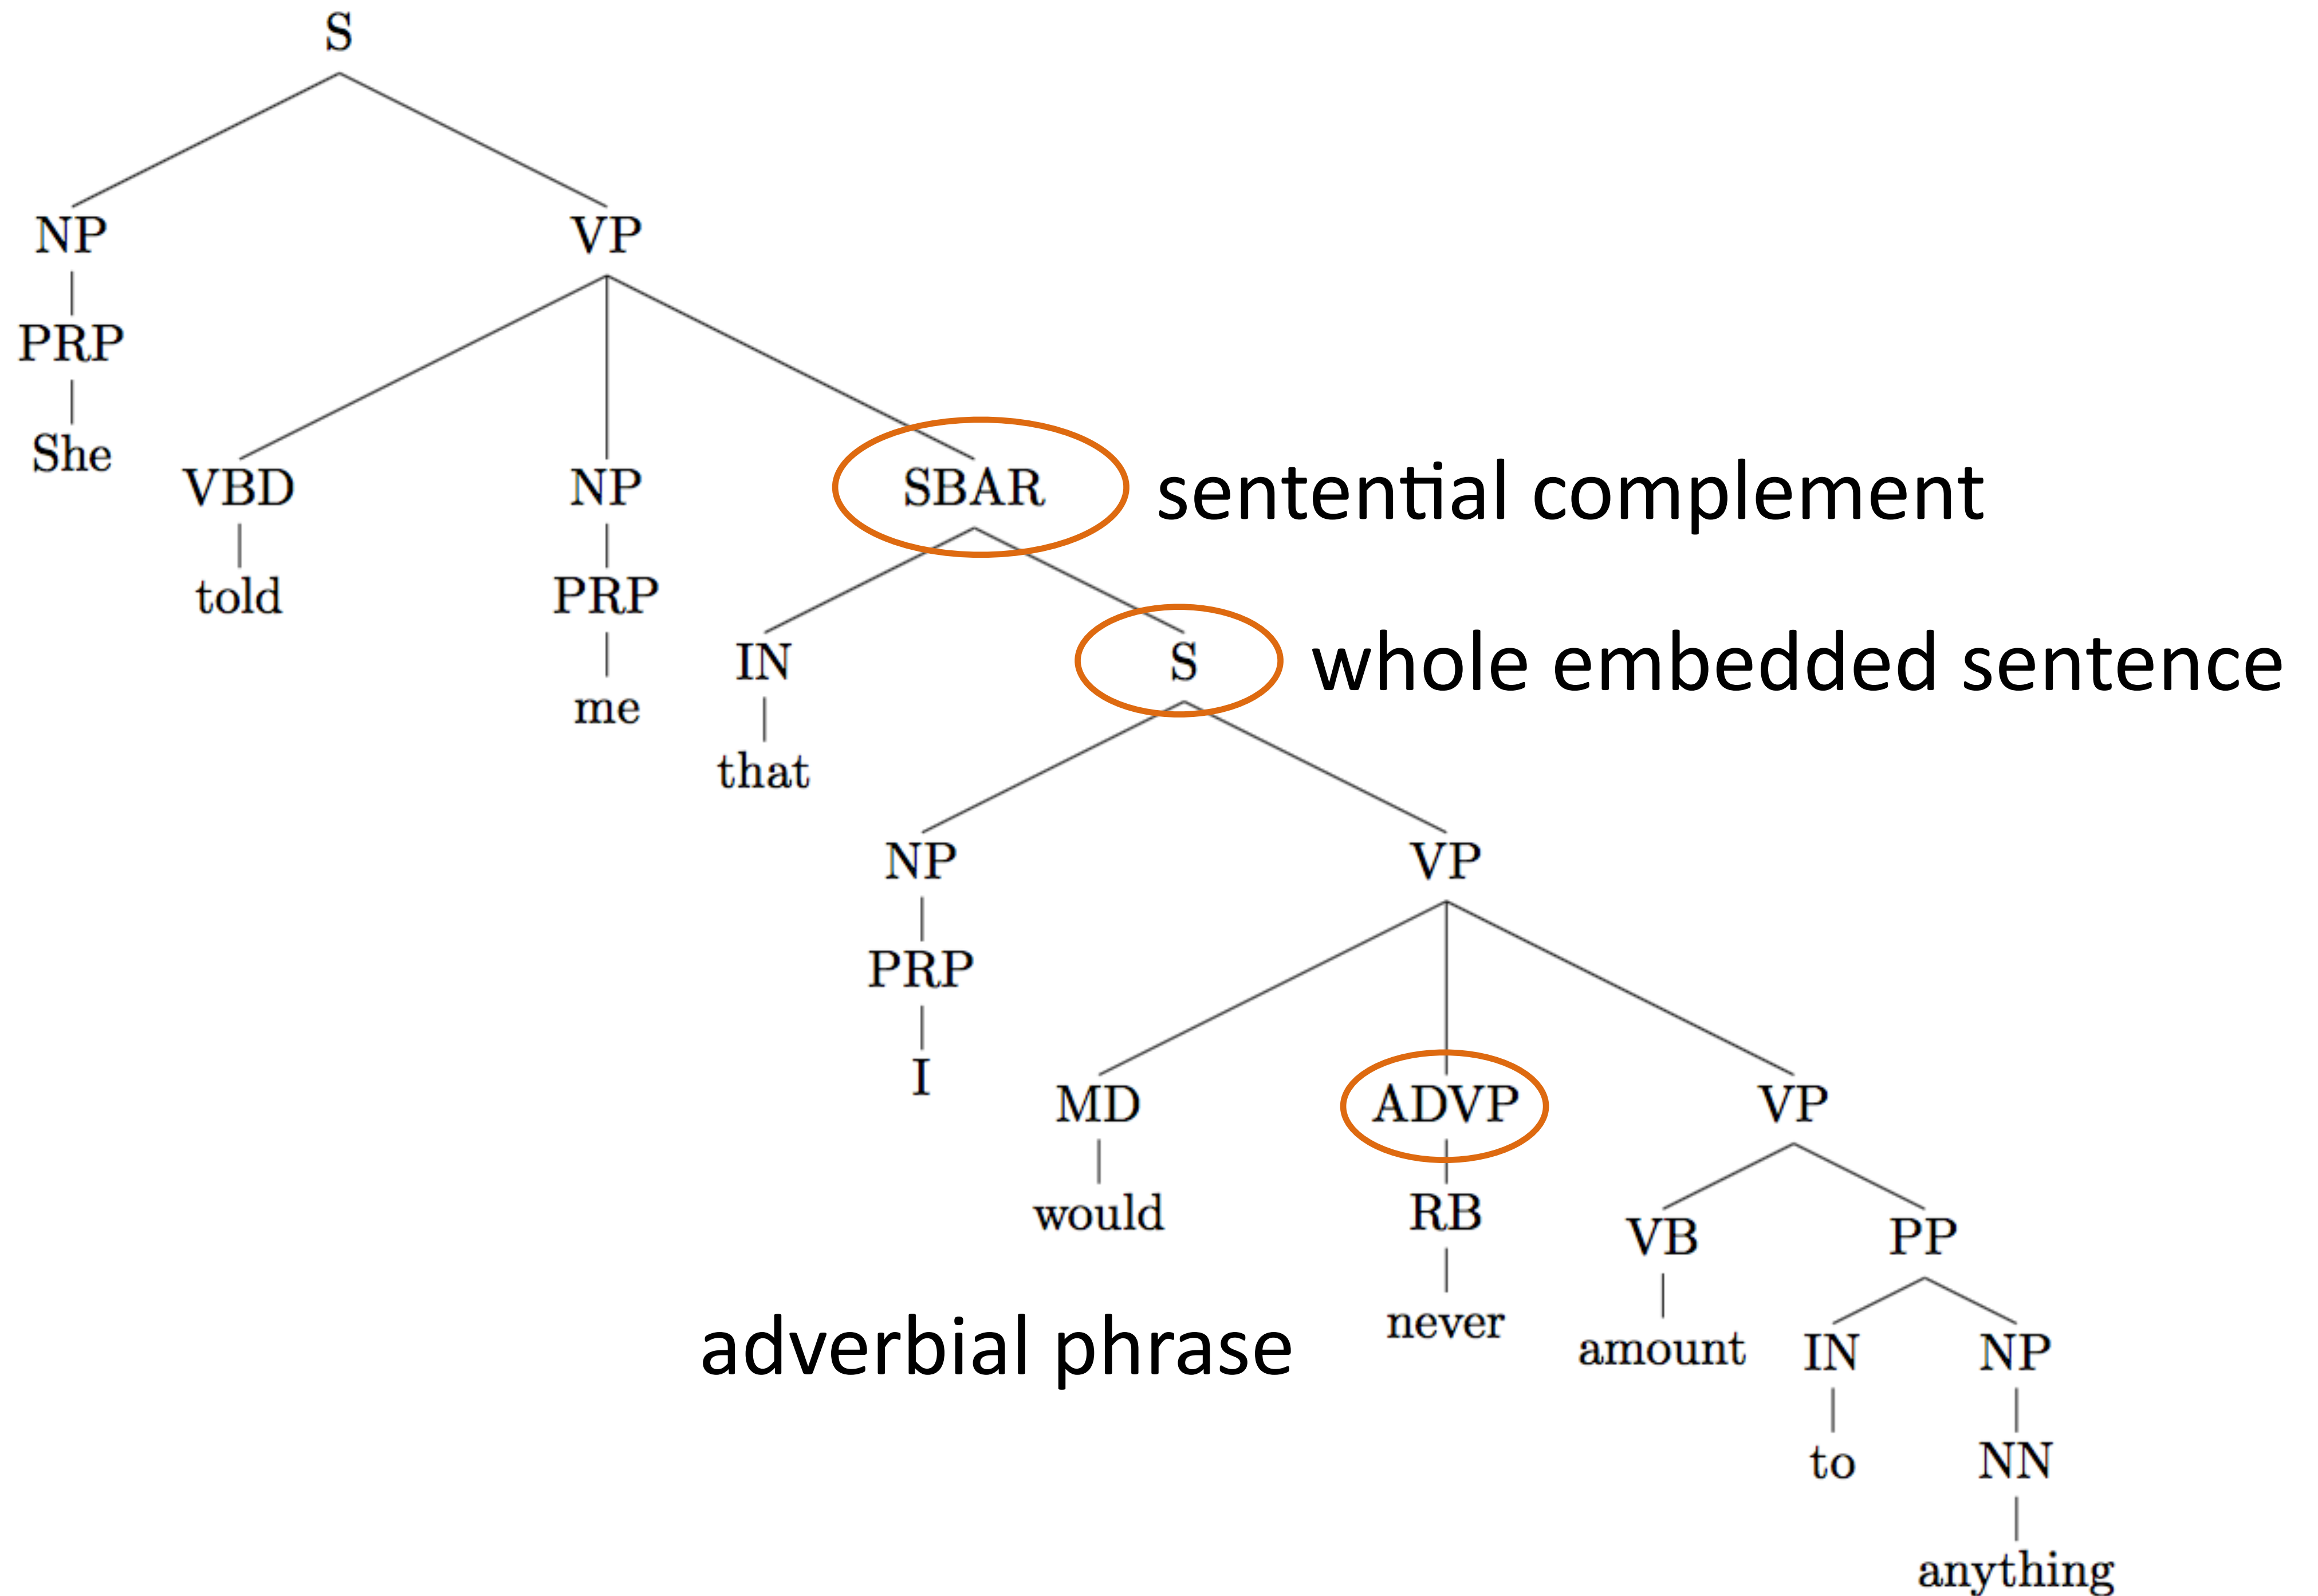 S
NP VP
PRP
She
VBD NP SBAR sentential complement
told PRP
IN S whole embedded sentence
me
that
NP VP
PRP
I
MD ADVP VP
would RB
VB PP
never
adverbial phrase
amount IN NP
to NN
anything